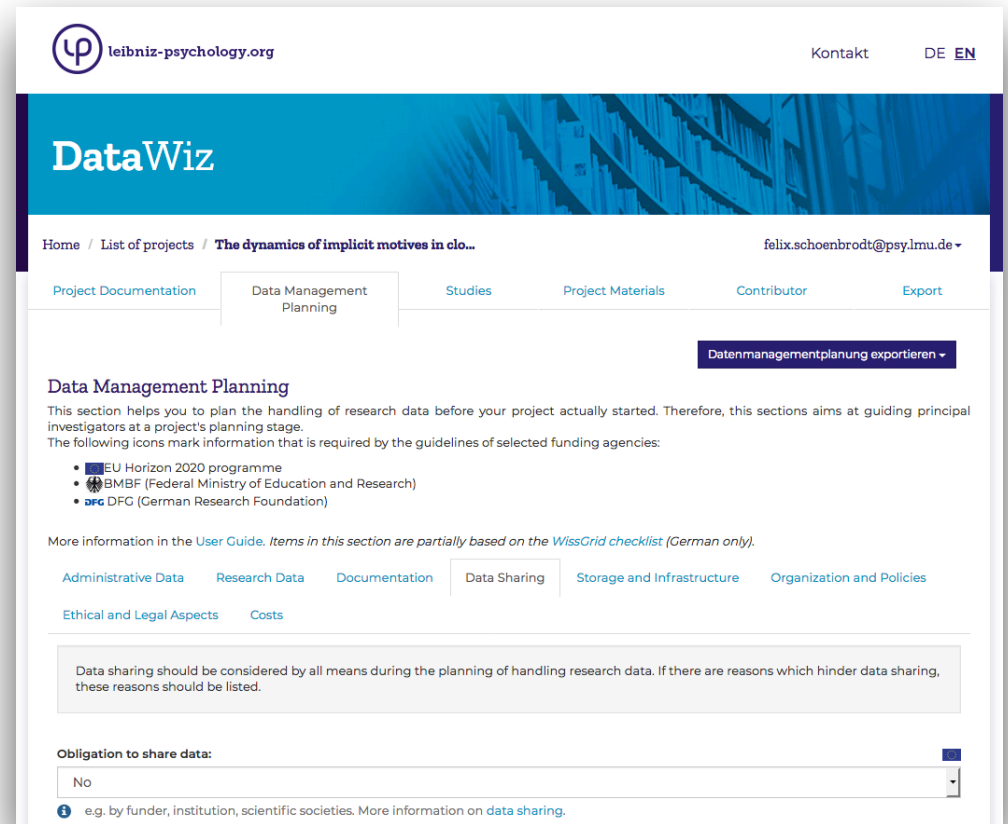 leibniz-psychology.org
Kontakt DE EN
DataWiz
Home / List of projects / The dynamics of implicit motives in clo... felix.schoenbrodt@psy.lmu.de
Project Documentation Data Management Planning Studies Project Materials Contributor Export
Datenmanagementplanung exportieren
Data Management Planning
This section helps you to plan the handling of research data before your project actually started. Therefore, this sections aims at guiding principal
investigators at a project's planning stage.
The following icons mark information that is required by the guidelines of selected funding agencies:
• EU Horizon 2020 programme
• BMBF (Federal Ministry of Education and Research)
• DFG DFG (German Research Foundation)
More information in the User Guide. Items in this section are partially based on the WissGrid checklist (German only).
Administrative Data Research Data Documentation Data Sharing Storage and Infrastructure Organization and Policies
Ethical and Legal Aspects Costs
Data sharing should be considered by all means during the planning of handling research data. If there are reasons which hinder data sharing,
these reasons should be listed.
Obligation to share data:
No
e.g. by funder, institution, scientific societies. More information on data sharing.